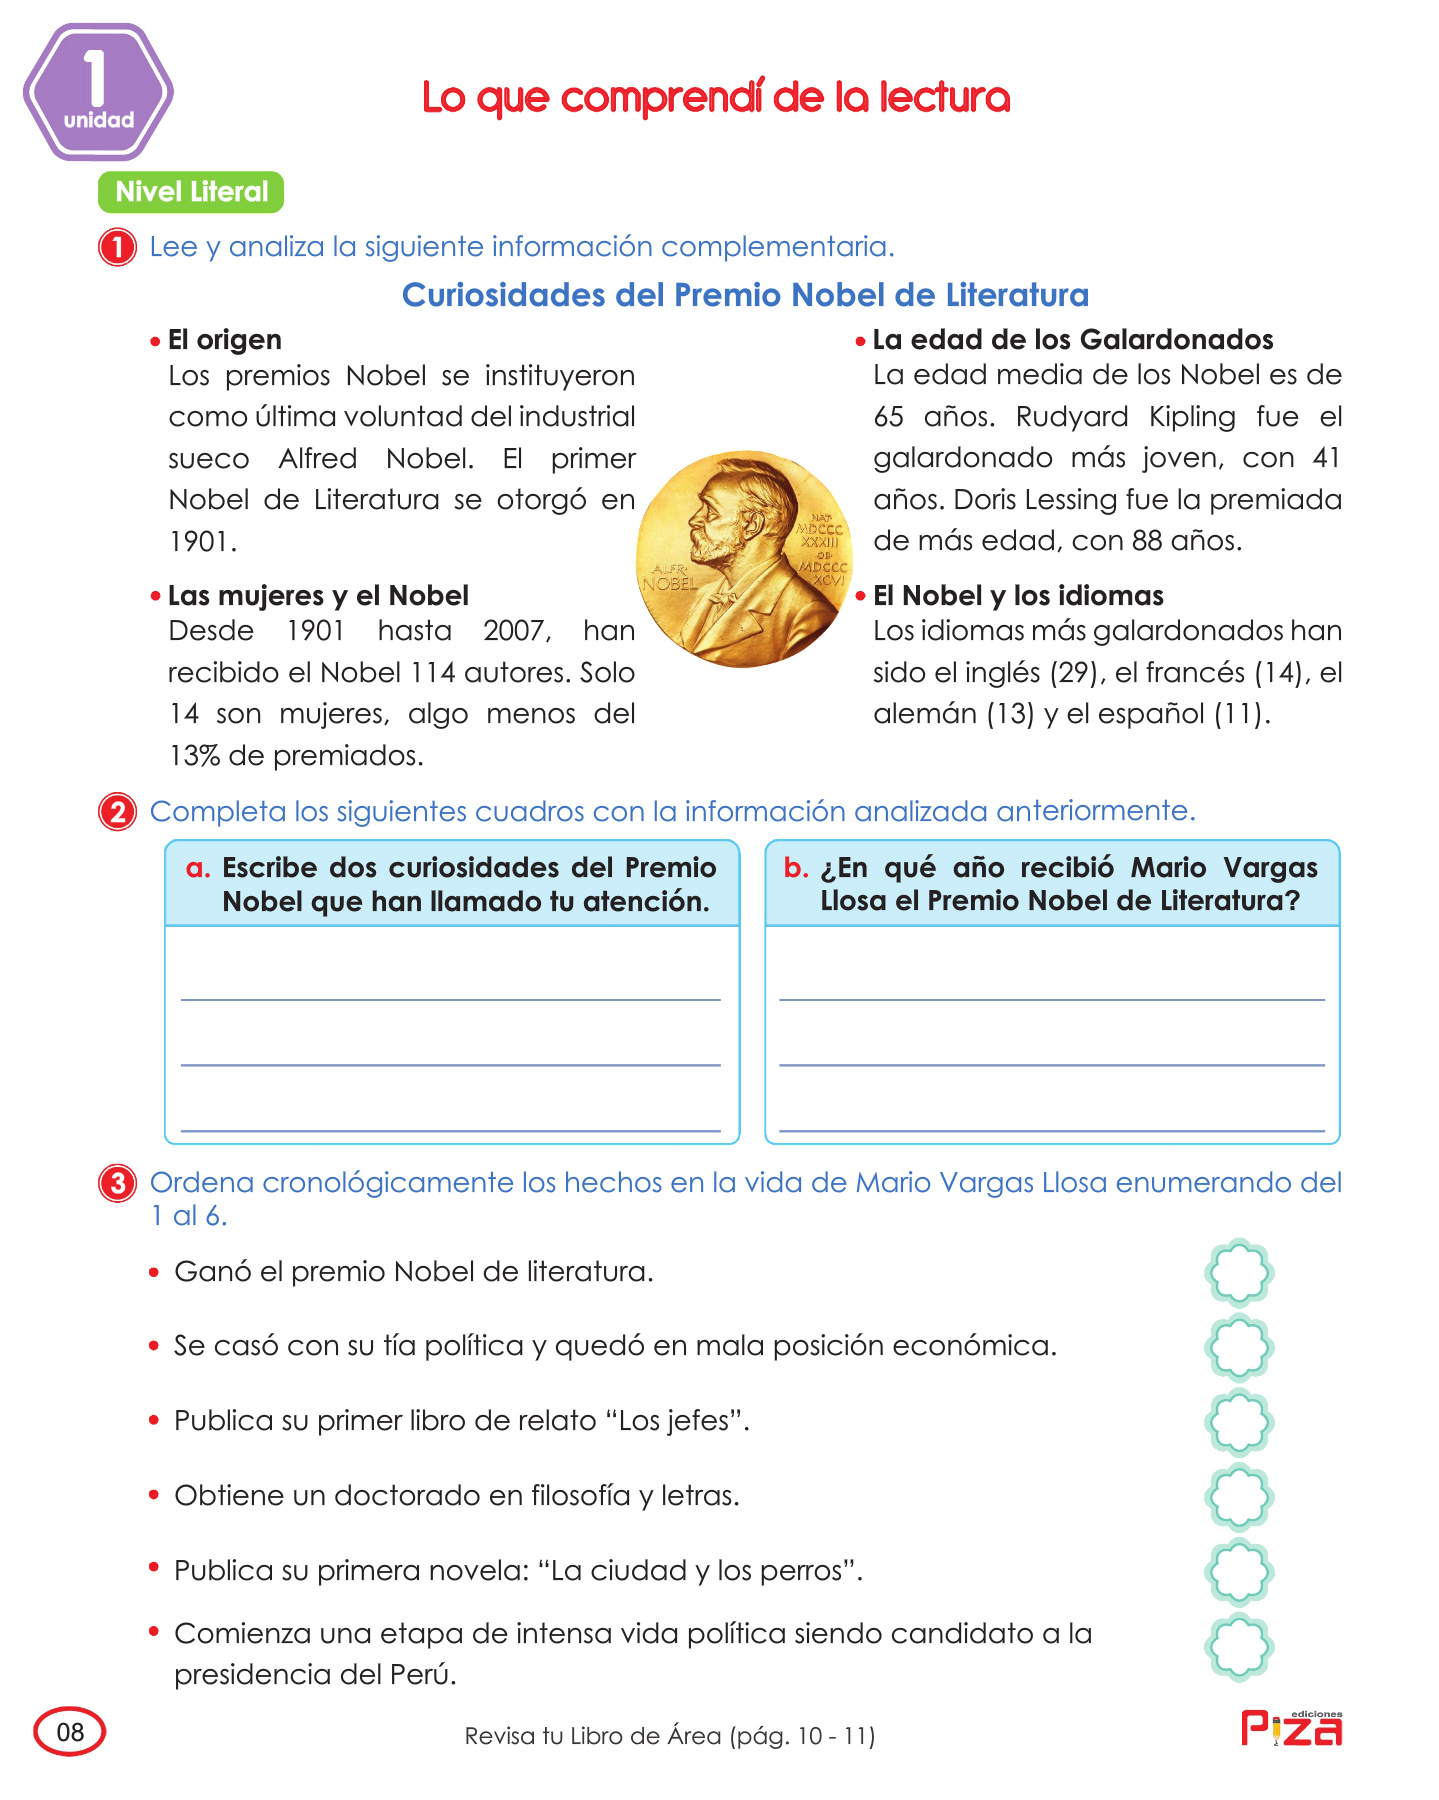 1
unidad
Lo que comprendí de la lectura
Nivel Literal
1 Lee y analiza la siguiente información complementaria.
Curiosidades del Premio Nobel de Literatura
• El origen
Los premios Nobel se instituyeron
como última voluntad del industrial
sueco Alfred Nobel. El primer
Nobel de Literatura se otorgó en
1901.
• Las mujeres y el Nobel
Desde 1901 hasta 2007, han
recibido el Nobel 114 autores. Solo
14 son mujeres, algo menos del
13% de premiados.
ALFR·
NOBEL
NAT·
MDCCC
XXXIII
OB·
MDCCC
XCVI
• La edad de los Galardonados
La edad media de los Nobel es de
65 años. Rudyard Kipling fue el
galardonado más joven, con 41
años. Doris Lessing fue la premiada
de más edad, con 88 años.
• El Nobel y los idiomas
Los idiomas más galardonados han
sido el inglés (29), el francés (14), el
alemán (13) y el español (11).
2 Completa los siguientes cuadros con la información analizada anteriormente.
a. Escribe dos curiosidades del Premio
Nobel que han llamado tu atención.
b. ¿En qué año recibió Mario Vargas
Llosa el Premio Nobel de Literatura?
3 Ordena cronológicamente los hechos en la vida de Mario Vargas Llosa enumerando del
1 al 6.
• Ganó el premio Nobel de literatura.
• Se casó con su tía política y quedó en mala posición económica.
• Publica su primer libro de relato “Los jefes”.
• Obtiene un doctorado en filosofía y letras.
• Publica su primera novela: “La ciudad y los perros”.
• Comienza una etapa de intensa vida política siendo candidato a la
presidencia del Perú.
08
Revisa tu Libro de Área (pág. 10 - 11)
ediciones
Piza